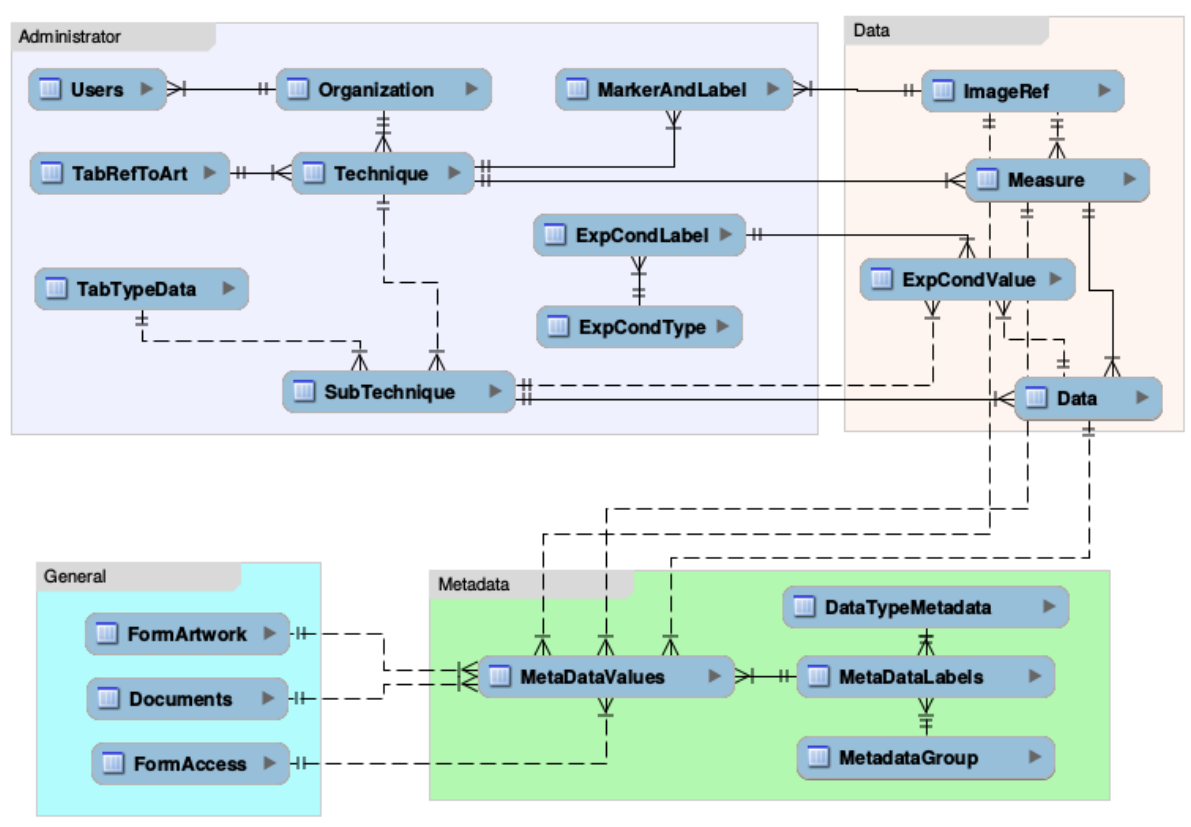 Administrator
Data
Users
Organization
MarkerAndLabel
ImageRef
TabRefToArt
Technique
Measure
ExpCondLabel
ExpCondValue
TabTypeData
ExpCondType
SubTechnique
Data
General
Metadada
FormArtwork
DataTypeMetadata
Documents
MetaDataValues
MetaDataLabels
FormAccess
MetadataGroup